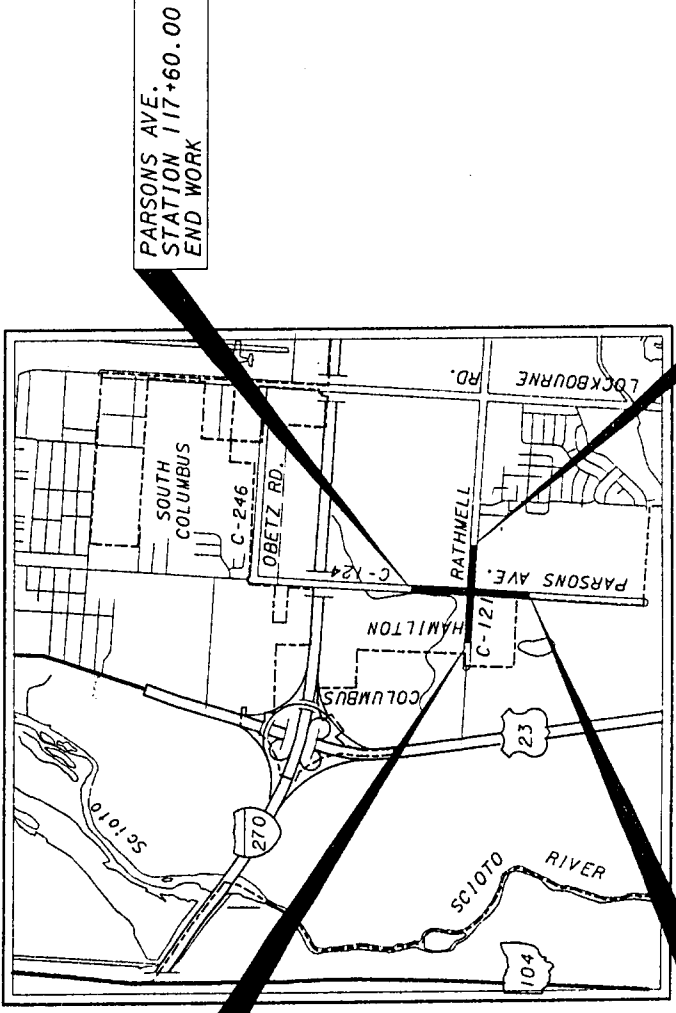 PARSONS AVE.
STATION 117+60.00
END WORK
SOUTH
COLUMBUS
C-246
OBETZ RD.
C-124
RATHMELL
RD.
LOCKBOURNE
PARSONS AVE.
HAMILTON
C-121
COLUMBUS
23
270
Scioto
SCIOTO
RIVER
104